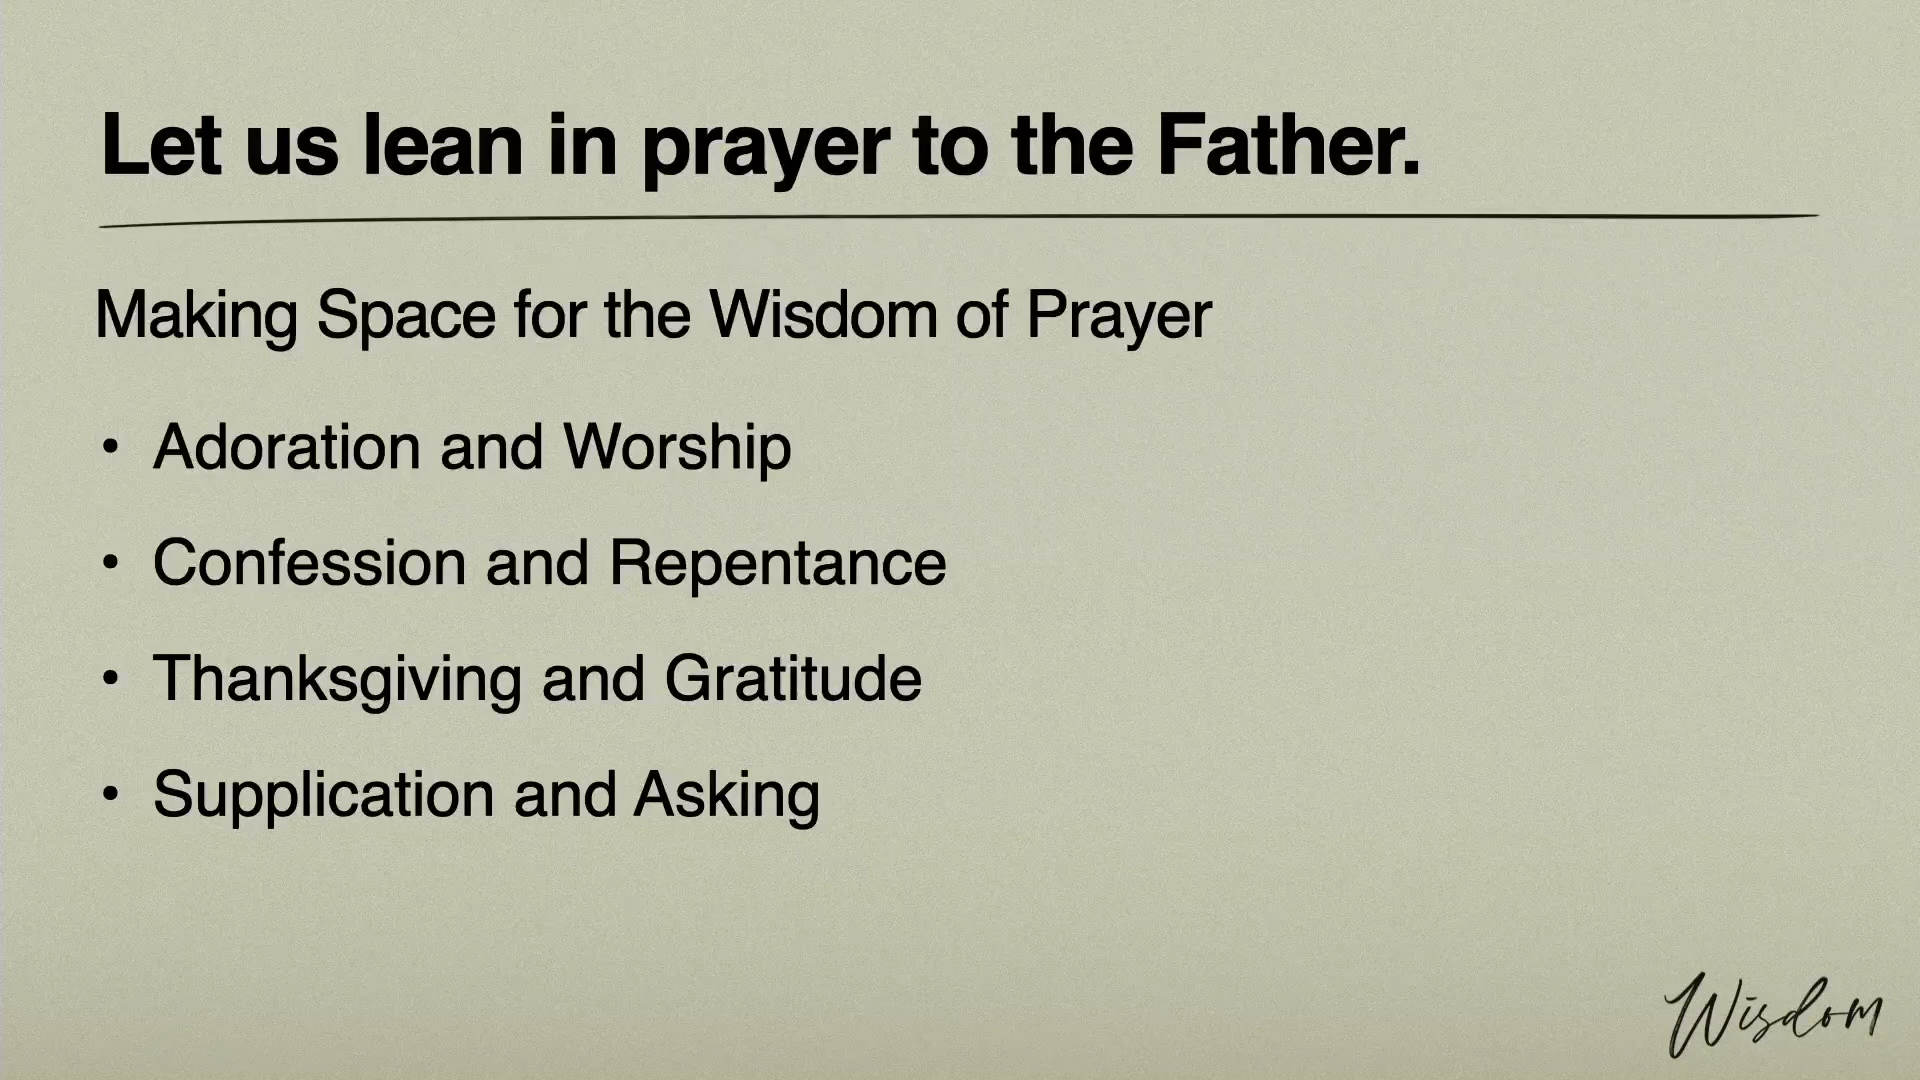 Let us lean in prayer to the Father.
Making Space for the Wisdom of Prayer
• Adoration and Worship
• Confession and Repentance
• Thanksgiving and Gratitude
• Supplication and Asking
Wisdom